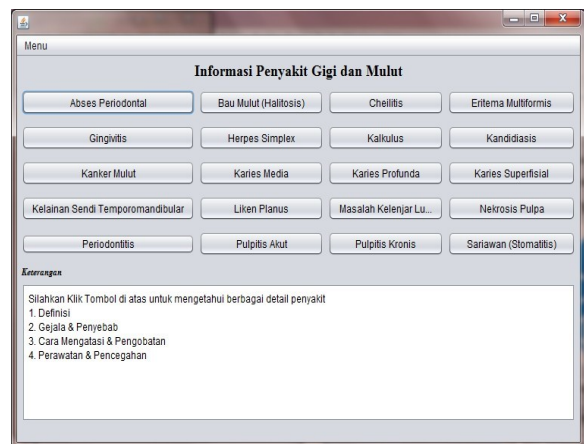 Menu
Informasi Penyakit Gigi dan Mulut
Abses Periodontal Bau Mulut (Halitosis) Cheilitis Eritema Multiformis
Gingivitis Herpes Simplex Kalkulus Kandidiasis
Kanker Mulut Karies Media Karies Profunda Karies Superfisial
Kelainan Sendi Temporomandibular Liken Planus Masalah Kelenjar Lu... Nekrosis Pulpa
Periodontitis Pulpitis Akut Pulpitis Kronis Sariawan (Stomatitis)
Keterangan
Silahkan Klik Tombol di atas untuk mengetahui berbagai detail penyakit
1. Definisi
2. Gejala & Penyebab
3. Cara Mengatasi & Pengobatan
4. Perawatan & Pencegahan